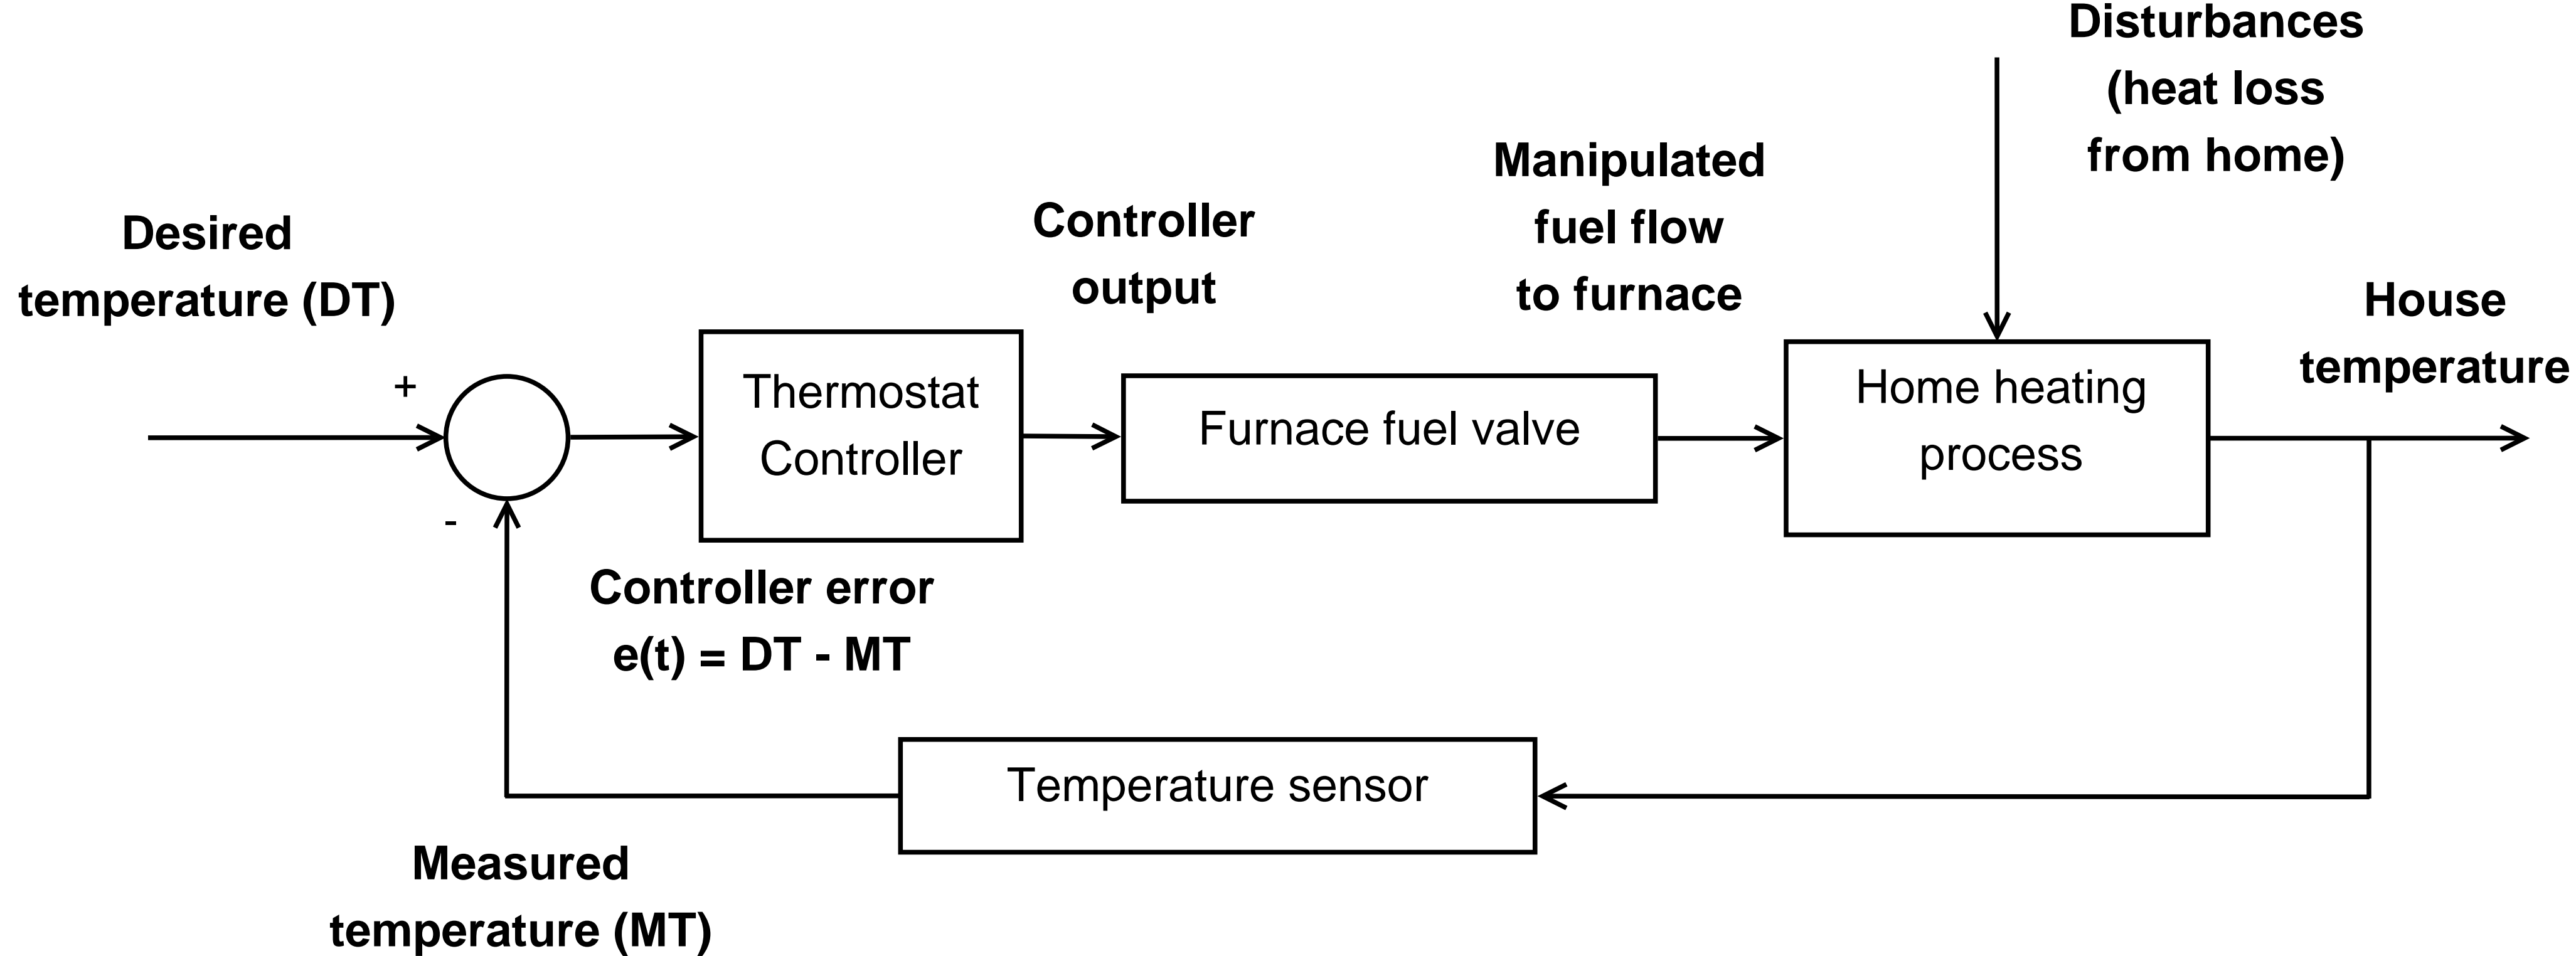 Disturbances
(heat loss
from home)
Manipulated
fuel flow
to furnace
Controller
output
Desired
temperature (DT)
House
temperature
+
-
Thermostat
Controller
Furnace fuel valve
Home heating
process
Controller error
e(t) = DT - MT
Temperature sensor
Measured
temperature (MT)